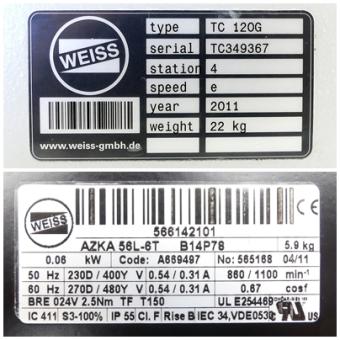 WEISS
type TC 120G
serial TC349367
station 4
speed e
year 2011
weight 22 kg
www.weiss-gmbh.de
WEISS
566142101
AZKA 56L-6T B14P78 5.9 kg
0.06 kW Code: A669497 No: 565168 04/11
50 Hz 230D / 400Y V 0.54 / 0.31 A 860 / 1100 min-1
60 Hz 270D / 480Y V 0.54 / 0.31 A 0.67 cosf
BRE 024V 2.5Nm TF T150 UL E254469
IC 411 S3-100% IP 55 Cl. F Rise B IEC 34, VDE0530